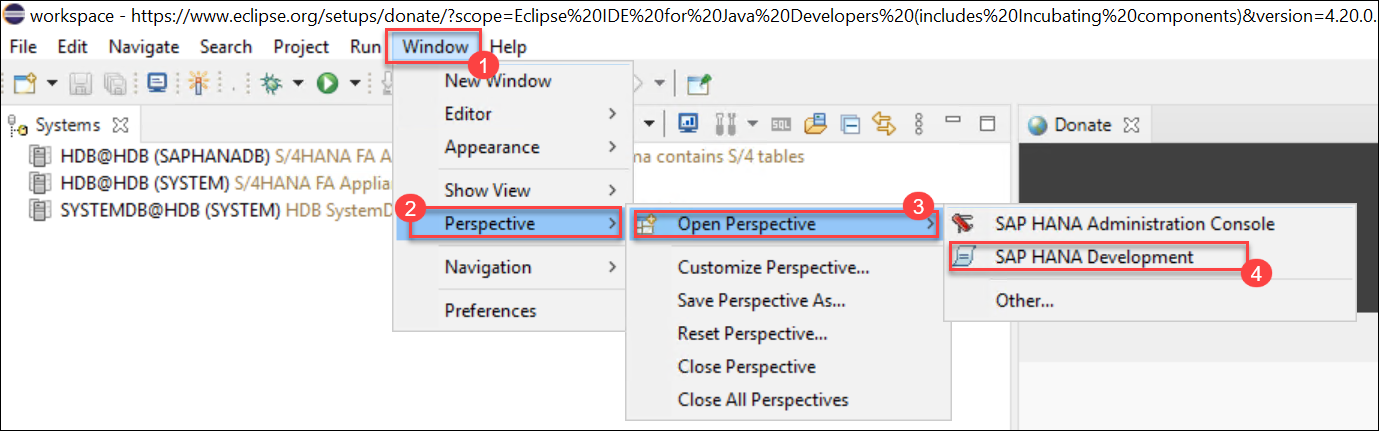 workspace - https://www.eclipse.org/setups/donate/?scope=Eclipse%20IDE%20for%20Java%20Developers%20(includes%20Incubating%20components)&version=4.20.0.
File Edit Navigate Search Project Run Window Help
1
New Window
Editor
Appearance
Show View
2
Perspective
Navigation
Preferences
Systems
HDB@HDB (SAPHANADB) S/4HANA FA A
ma contains S/4 tables
HDB@HDB (SYSTEM) S/4HANA FA Applia
SYSTEMDB@HDB (SYSTEM) HDB SystemD
SQL
Donate
3
Open Perspective
Customize Perspective...
Save Perspective As...
Reset Perspective...
Close Perspective
Close All Perspectives
SAP HANA Administration Console
SAP HANA Development
4
Other...